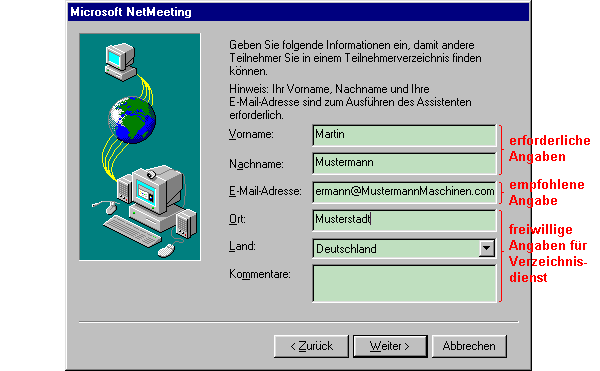 Microsoft NetMeeting
Geben Sie folgende Informationen ein, damit andere
Teilnehmer Sie in einem Teilnehmerverzeichnis finden
können.
Hinweis: Ihr Vorname, Nachname und Ihre
E-Mail-Adresse sind zum Ausführen des Assistenten
erforderlich.
Vorname: Martin
Nachname: Mustermann
erforderliche
Angaben
E-Mail-Adresse: ermann@MustermannMaschinen.com
empfohlene
Angabe
Ort: Musterstadt
Land: Deutschland
Kommentare:
freiwillige
Angaben für
Verzeichnis-
dienst
< Zurück Weiter > Abbrechen